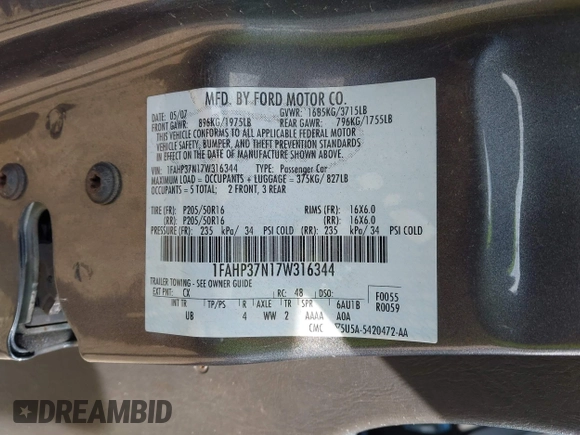 MFD. BY FORD MOTOR CO.
DATE: 05/07 GVWR: 1685KG/3715LB
FRONT GAWR: 896KG/1975LB REAR GAWR: 796KG/1755LB
THIS VEHICLE CONFORMS TO ALL APPLICABLE FEDERAL MOTOR
VEHICLE SAFETY, BUMPER, AND THEFT PREVENTION STANDARDS
IN EFFECT ON THE DATE OF MANUFACTURE SHOWN ABOVE.
VIN: 1FAHP37N17W316344 TYPE: Passenger Car
MAXIMUM LOAD = OCCUPANTS + LUGGAGE = 375KG/ 827LB
OCCUPANTS = 5 TOTAL: 2 FRONT, 3 REAR
TIRE (FR): P205/50R16 RIMS (FR): 16X6.0
(RR): P205/50R16 (RR): 16X6.0
PRESSURE (FR): 235 kPa/ 34 PSI COLD (RR): 235 kPa/ 34 PSI COLD
1FAHP37N17W316344
TRAILER TOWING - SEE OWNER GUIDE
EXT PNT: CX RC: 48 DSO: F0055
INT TR TP/PS R AXLE TR SPR 6AU1B R0059
UB 4 WW 2 AAAA A0A
CMC 75U5A-5420472-AA
DREAMBID